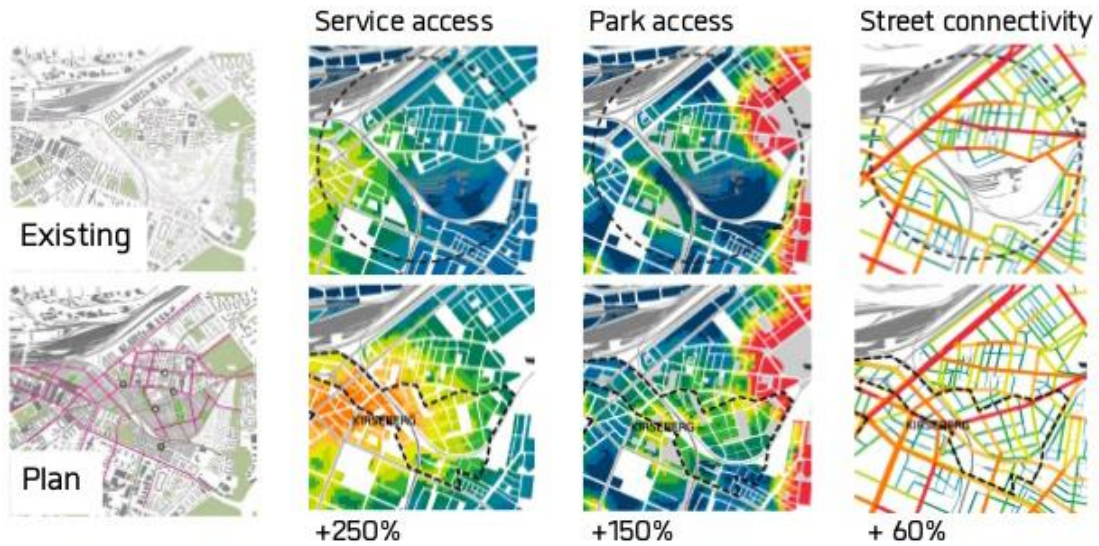 Service access
Park access
Street connectivity
Existing
Plan
KIRSEBERG
KIRSEBERG
KIRSEBERG
+250%
+150%
+ 60%